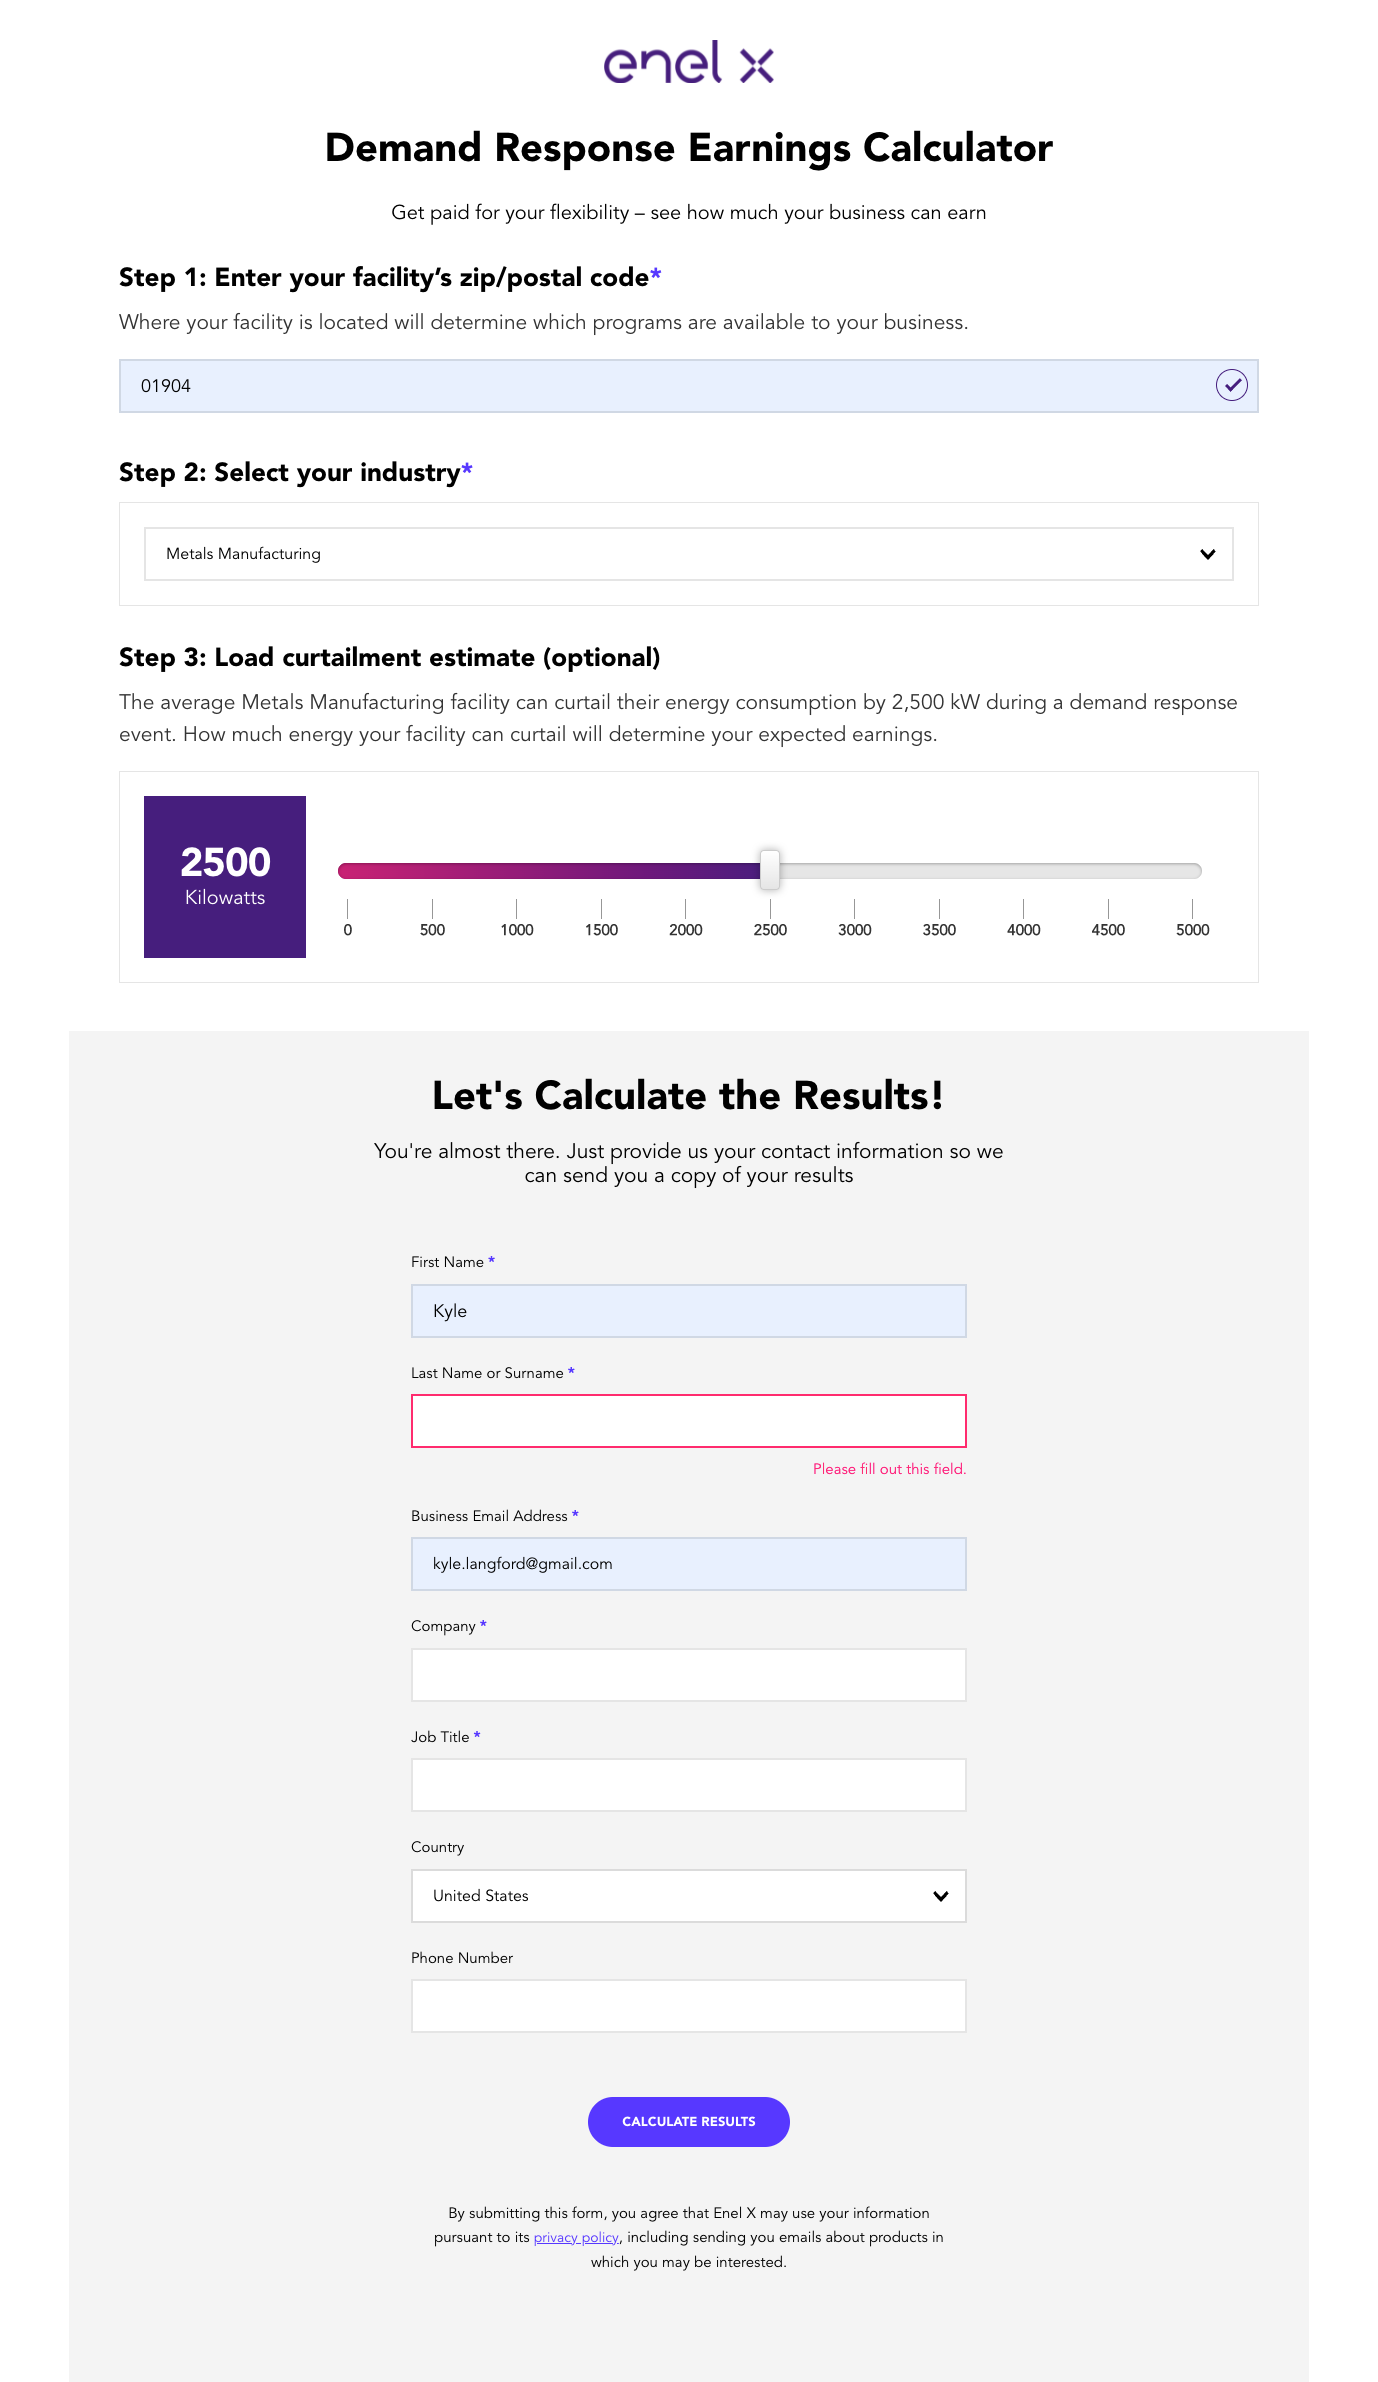 enel x
Demand Response Earnings Calculator
Get paid for your flexibility – see how much your business can earn
Step 1: Enter your facility’s zip/postal code*
Where your facility is located will determine which programs are available to your business.
01904
Step 2: Select your industry*
Metals Manufacturing
Step 3: Load curtailment estimate (optional)
The average Metals Manufacturing facility can curtail their energy consumption by 2,500 kW during a demand response
event. How much energy your facility can curtail will determine your expected earnings.
2500
Kilowatts
0 500 1000 1500 2000 2500 3000 3500 4000 4500 5000
Let's Calculate the Results!
You're almost there. Just provide us your contact information so we
can send you a copy of your results
First Name *
Kyle
Last Name or Surname *
Please fill out this field.
Business Email Address *
kyle.langford@gmail.com
Company *
Job Title *
Country
United States
Phone Number
CALCULATE RESULTS
By submitting this form, you agree that Enel X may use your information
pursuant to its privacy policy, including sending you emails about products in
which you may be interested.